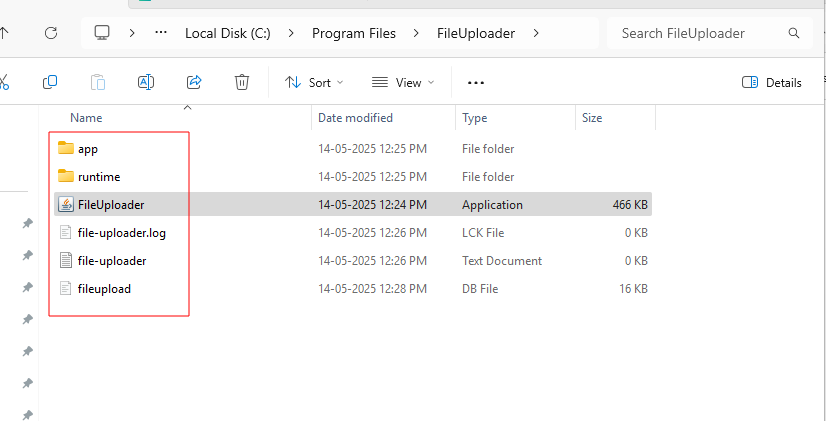 Local Disk (C:) > Program Files > FileUploader >
Search FileUploader
Sort
View
Details
Name Date modified Type Size
app 14-05-2025 12:25 PM File folder
runtime 14-05-2025 12:25 PM File folder
FileUploader 14-05-2025 12:24 PM Application 466 KB
file-uploader.log 14-05-2025 12:26 PM LCK File 0 KB
file-uploader 14-05-2025 12:26 PM Text Document 0 KB
fileupload 14-05-2025 12:28 PM DB File 16 KB